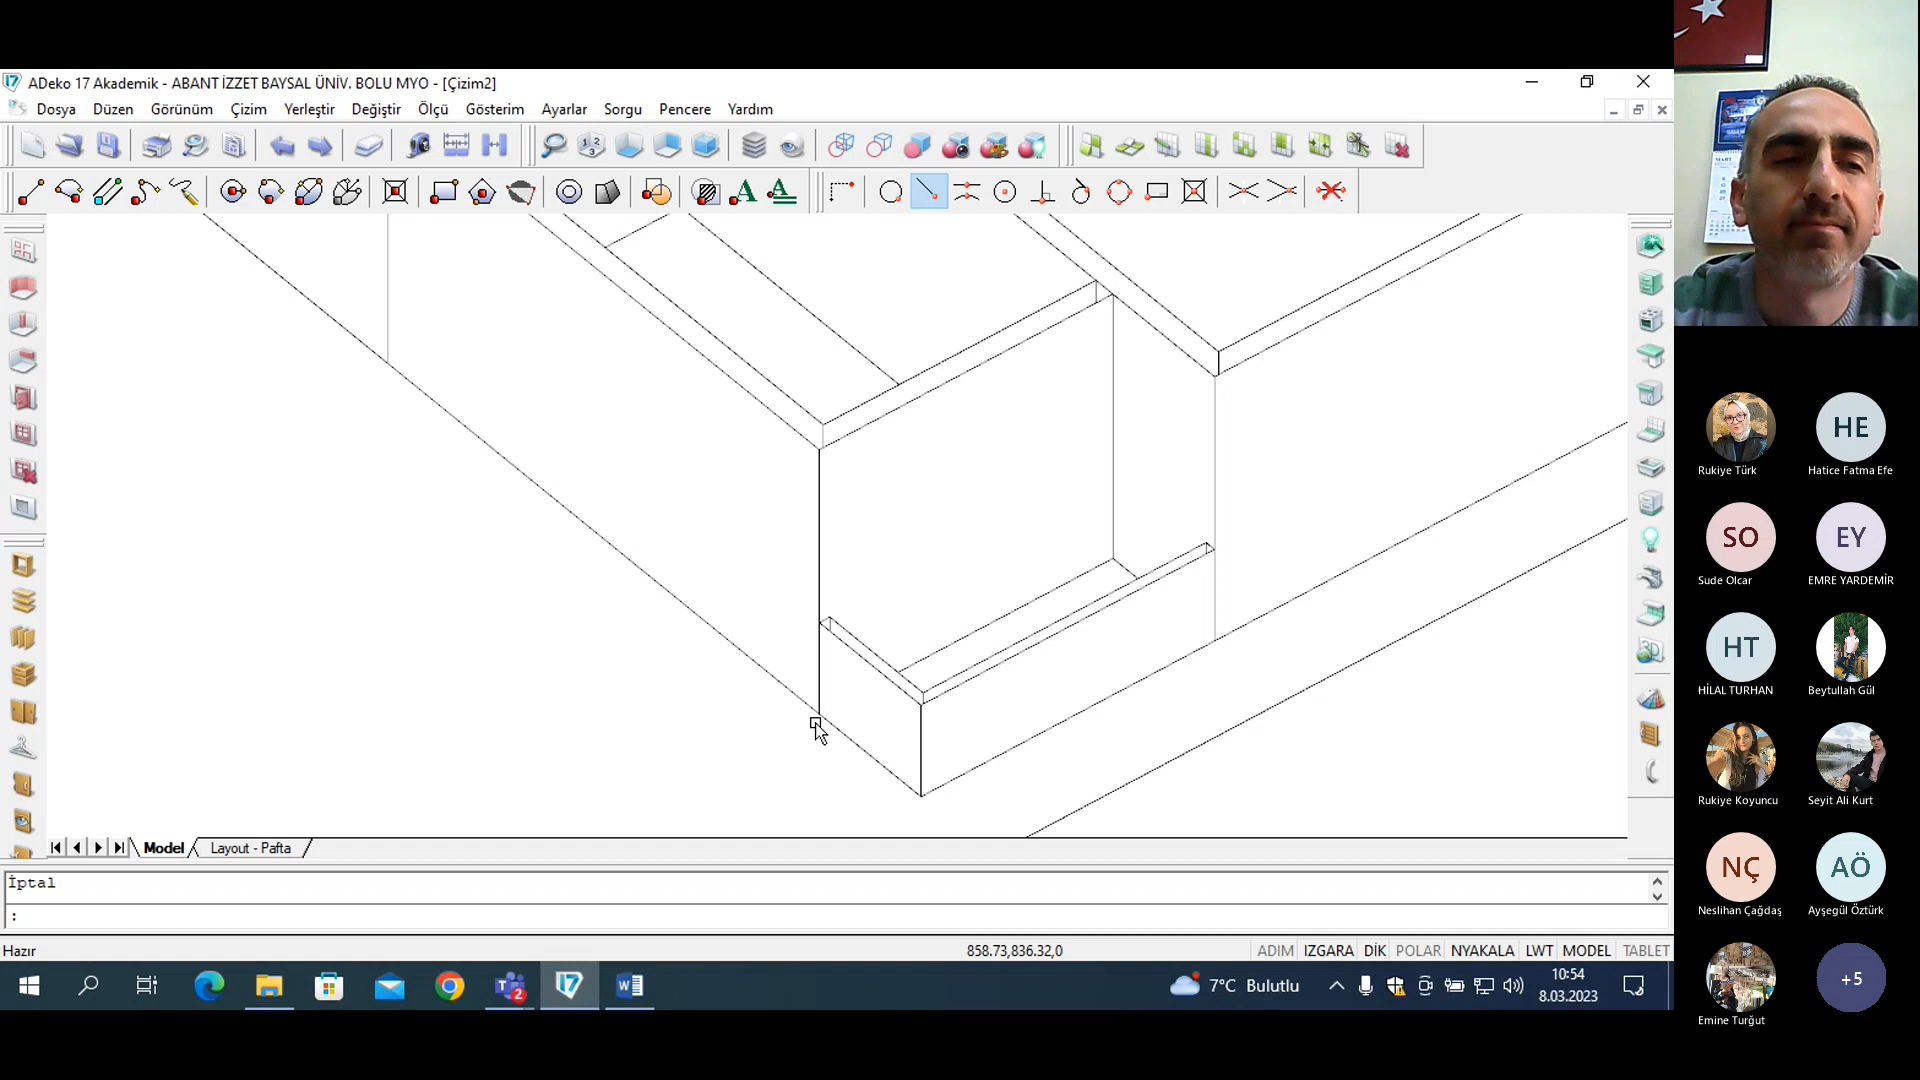 ADeko 17 Akademik - ABANT İZZET BAYSAL ÜNİV. BOLU MYO - [Çizim2]
Dosya Düzen Görünüm Çizim Yerleştir Değiştir Ölçü Gösterim Ayarlar Sorgu Pencere Yardım
Model Layout - Pafta
İptal
:
Hazır 858.73,836.32,0 ADIM IZGARA DİK POLAR NYAKALA LWT MODEL TABLET
7°C Bulutlu 10:54
8.03.2023
HE
Rukiye Türk Hatice Fatma Efe
SO EY
Sude Olcar EMRE YARDEMİR
HT
HİLAL TURHAN Beytullah Gül
Rukiye Koyuncu Seyit Ali Kurt
NÇ AÖ
Neslihan Çağdaş Ayşegül Öztürk
+5
Emine Turğut